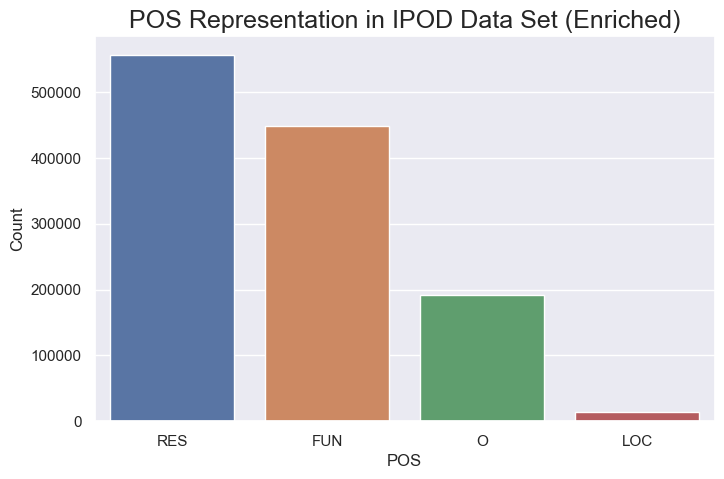 POS Representation in IPOD Data Set (Enriched)
500000
400000
300000
200000
100000
0
Count
RES FUN O LOC
POS